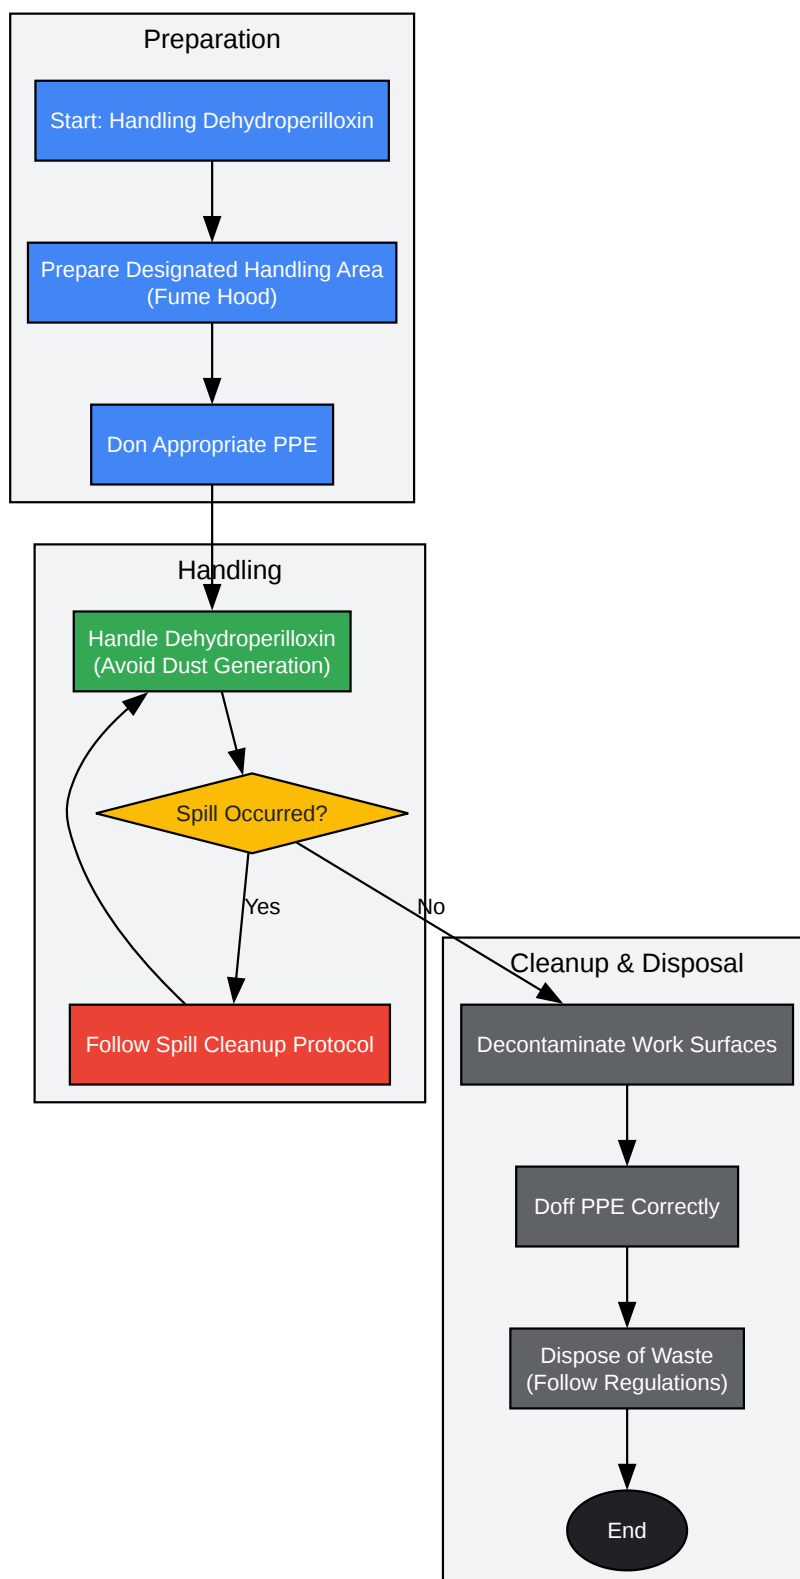 Preparation
Start: Handling Dehydroperilloxin
Prepare Designated Handling Area
(Fume Hood)
Don Appropriate PPE
Handling
Handle Dehydroperilloxin
(Avoid Dust Generation)
Spill Occurred?
Yes
No
Follow Spill Cleanup Protocol
Cleanup & Disposal
Decontaminate Work Surfaces
Doff PPE Correctly
Dispose of Waste
(Follow Regulations)
End